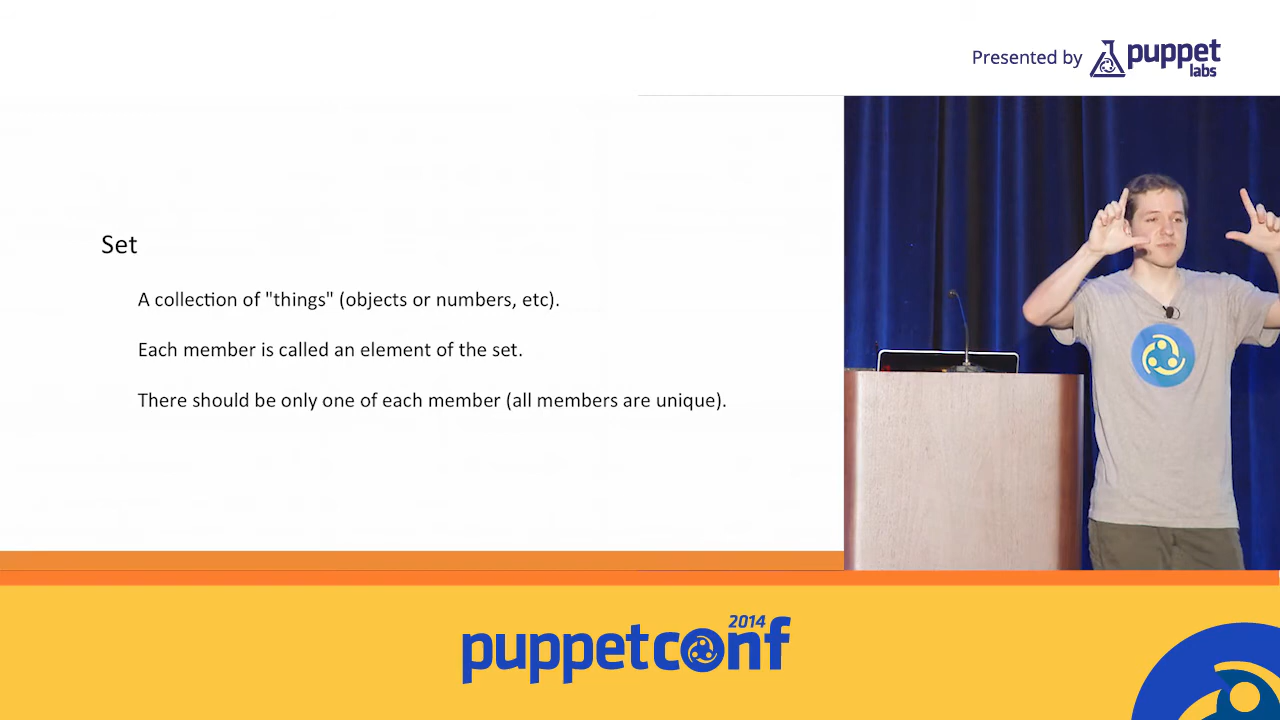 Presented by puppet labs
Set
A collection of "things" (objects or numbers, etc).
Each member is called an element of the set.
There should be only one of each member (all members are unique).
2014
puppetconf